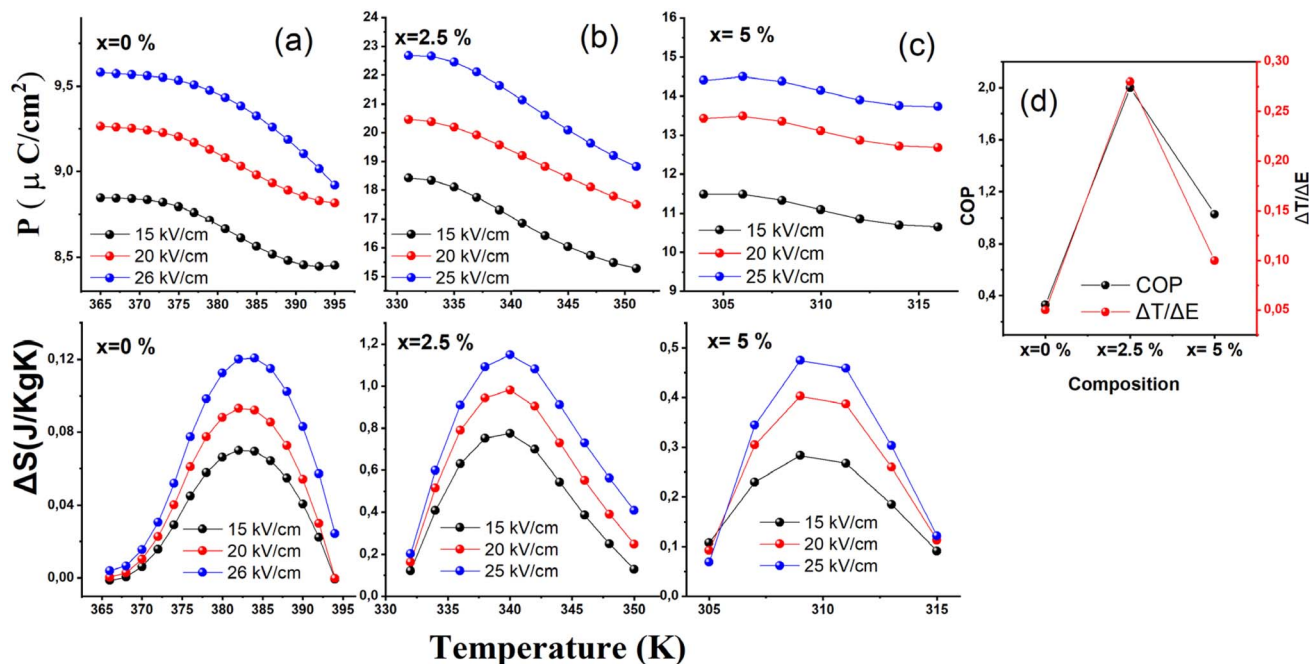 x=0 %
(a)
9,5
9,0
8,5
P ( μ C/cm²)
15 kV/cm
20 kV/cm
26 kV/cm
365 370 375 380 385 390 395
x=2.5 %
(b)
24
23
22
21
20
19
18
17
16
15
15 kV/cm
20 kV/cm
25 kV/cm
330 335 340 345 350
x= 5 %
(c)
16
15
14
13
12
11
10
9
15 kV/cm
20 kV/cm
25 kV/cm
305 310 315
(d)
2,0
1,6
1,2
0,8
0,4
COP
0,30
0,25
0,20
0,15
0,10
0,05
ΔT/ΔE
COP
ΔT/ΔE
x=0 % x=2.5 % x= 5 %
Composition
x=0 %
0,12
0,08
0,04
0,00
ΔS(J/KgK)
15 kV/cm
20 kV/cm
26 kV/cm
365 370 375 380 385 390 395
x=2.5 %
1,2
1,0
0,8
0,6
0,4
0,2
0,0
15 kV/cm
20 kV/cm
25 kV/cm
330 335 340 345 350
x= 5 %
0,5
0,4
0,3
0,2
0,1
0,0
15 kV/cm
20 kV/cm
25 kV/cm
305 310 315
Temperature (K)